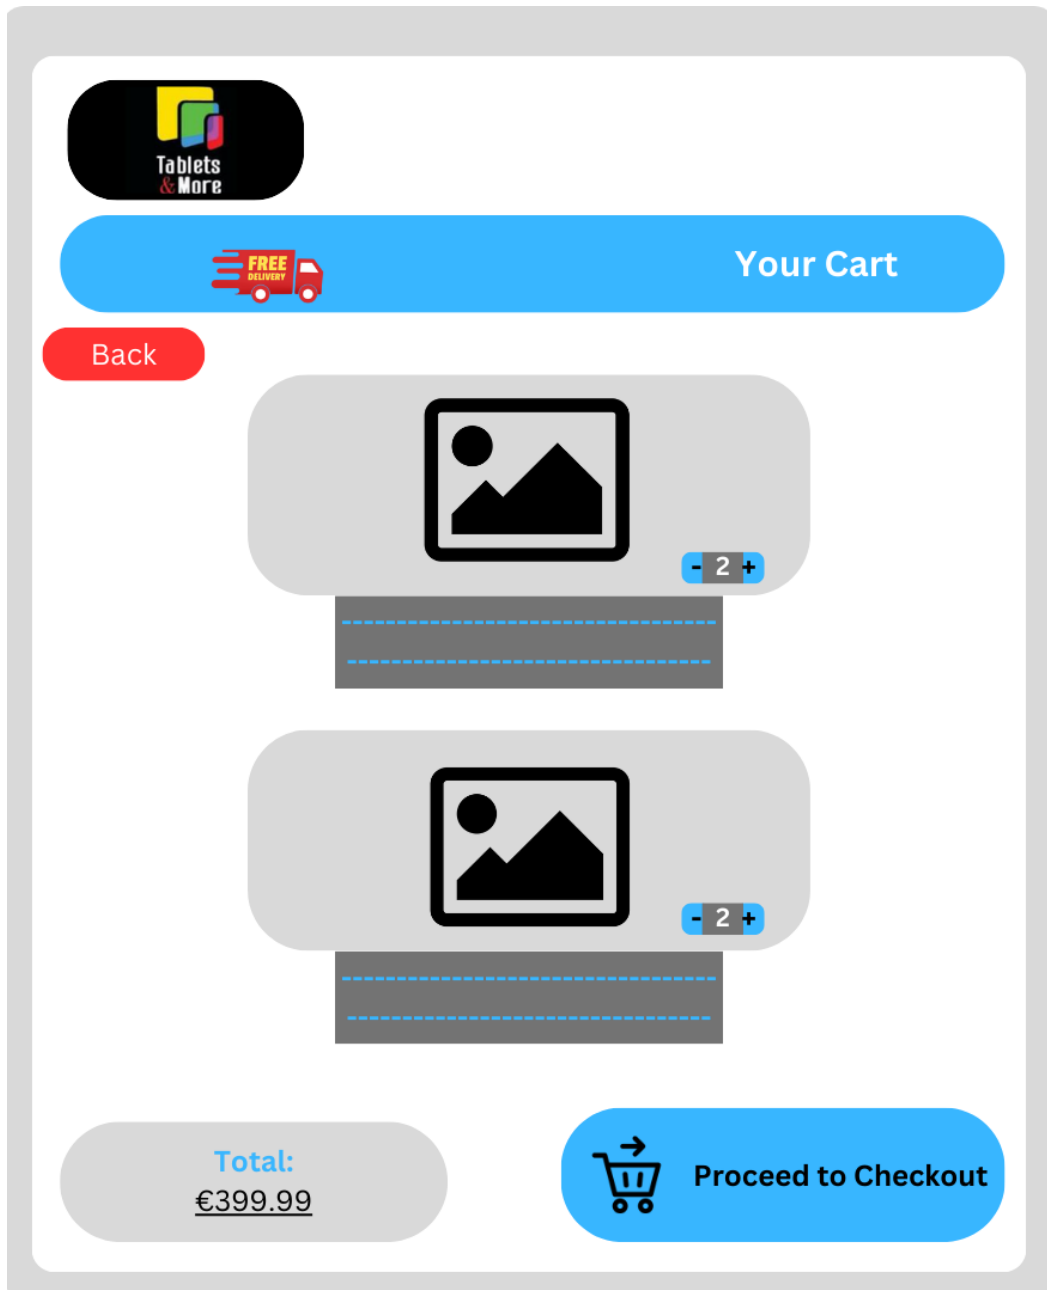 Tablets
& More
FREE
DELIVERY
Your Cart
Back
- 2 +
- 2 +
Total:
€399.99
Proceed to Checkout